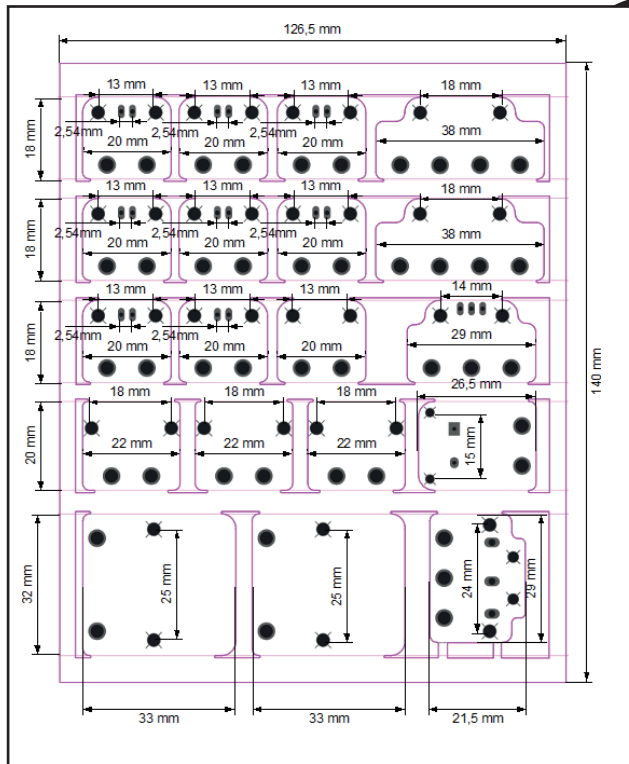 126,5 mm
13 mm 13 mm 13 mm 18 mm
18 mm
2,54mm 2,54mm 2,54mm
20 mm 20 mm 20 mm 38 mm
13 mm 13 mm 13 mm 18 mm
18 mm
2,54mm 2,54mm 2,54mm
20 mm 20 mm 20 mm 38 mm
13 mm 13 mm 13 mm 14 mm
18 mm
2,54mm 2,54mm
20 mm 20 mm 20 mm 29 mm
140 mm
18 mm 18 mm 18 mm 26,5 mm
20 mm
22 mm 22 mm 22 mm 15 mm
32 mm 25 mm 25 mm 24 mm 29 mm
33 mm 33 mm 21,5 mm